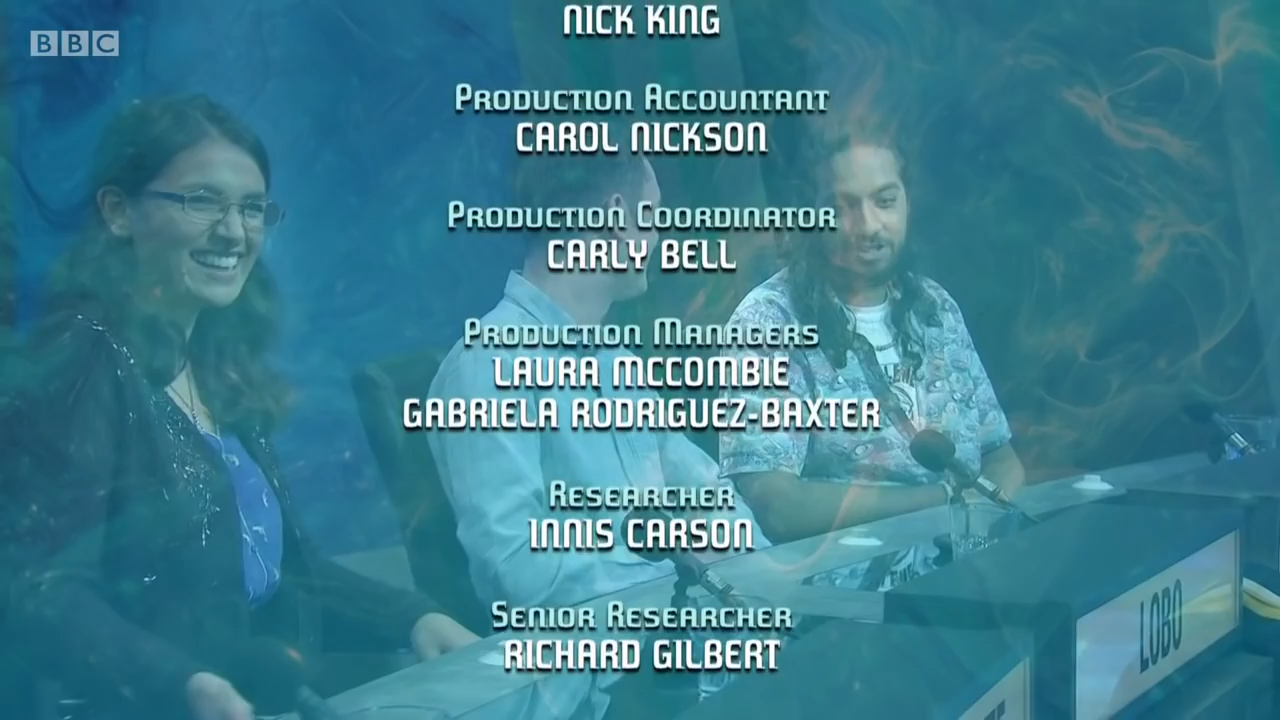 BBC
NICK KING
PRODUCTION ACCOUNTANT
CAROL NICKSON
PRODUCTION COORDINATOR
CARLY BELL
PRODUCTION MANAGERS
LAURA MCCOMBIE
GABRIELA RODRIGUEZ-BAXTER
RESEARCHER
INNIS CARSON
SENIOR RESEARCHER
RICHARD GILBERT
LOBO